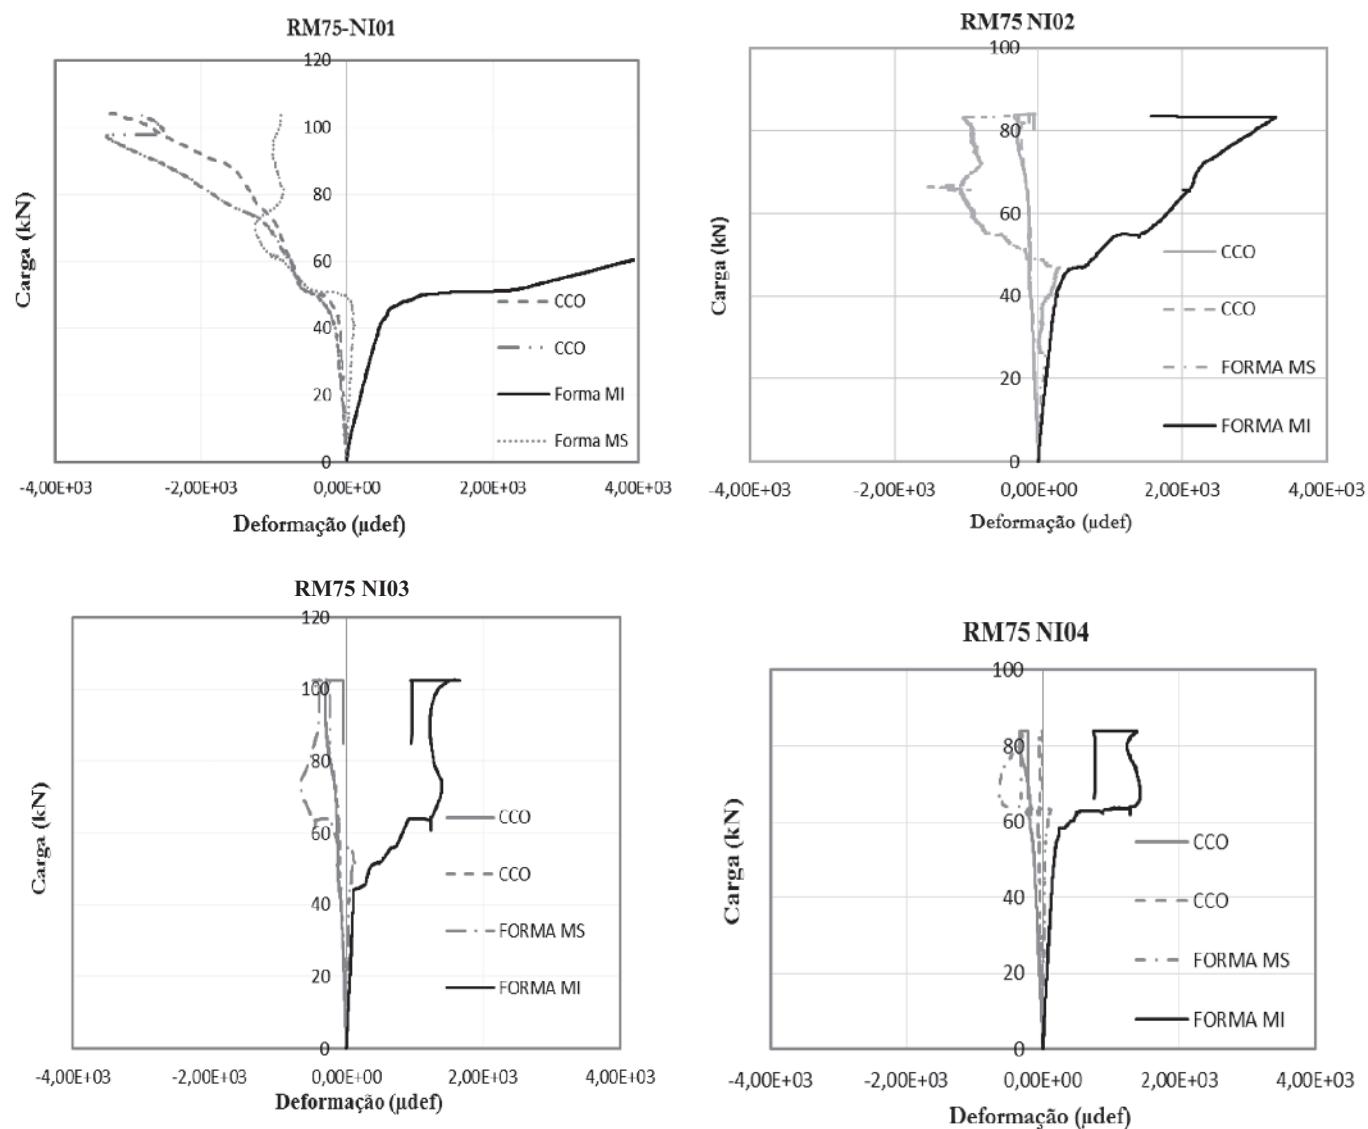 RM75-NI01
120
100
80
60
40
20
0
Carga (kN)
CCO
CCO
Forma MI
Forma MS
-4,00E+03 -2,00E+03 0,00E+00 2,00E+03 4,00E+03
Deformação (µdef)
RM75 NI02
100
80
60
40
20
0
Carga (kN)
CCO
CCO
FORMA MS
FORMA MI
-4,00E+03 -2,00E+03 0,00E+00 2,00E+03 4,00E+03
Deformação (µdef)
RM75 NI03
120
100
80
60
40
20
0
Carga (kN)
CCO
CCO
FORMA MS
FORMA MI
-4,00E+03 -2,00E+03 0,00E+00 2,00E+03 4,00E+03
Deformação (µdef)
RM75 NI04
100
80
60
40
20
0
Carga (kN)
CCO
CCO
FORMA MS
FORMA MI
-4,00E+03 -2,00E+03 0,00E+00 2,00E+03 4,00E+03
Deformação (µdef)